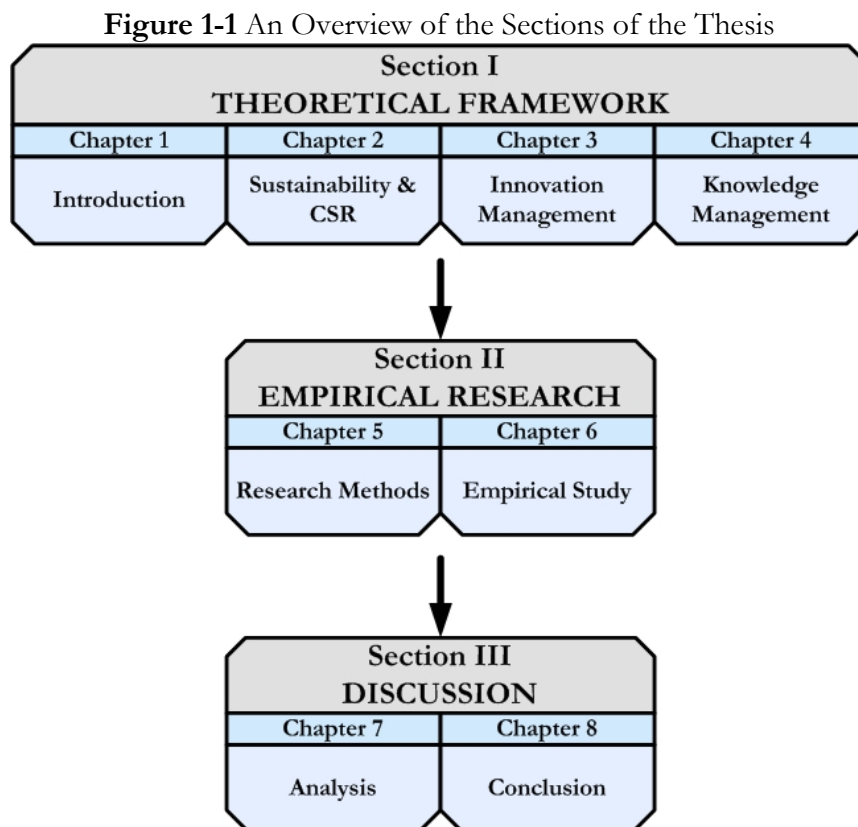 Figure 1-1 An Overview of the Sections of the Thesis
Section I
THEORETICAL FRAMEWORK
Chapter 1
Chapter 2
Chapter 3
Chapter 4
Introduction
Sustainability &
CSR
Innovation
Management
Knowledge
Management
Section II
EMPIRICAL RESEARCH
Chapter 5
Chapter 6
Research Methods
Empirical Study
Section III
DISCUSSION
Chapter 7
Chapter 8
Analysis
Conclusion